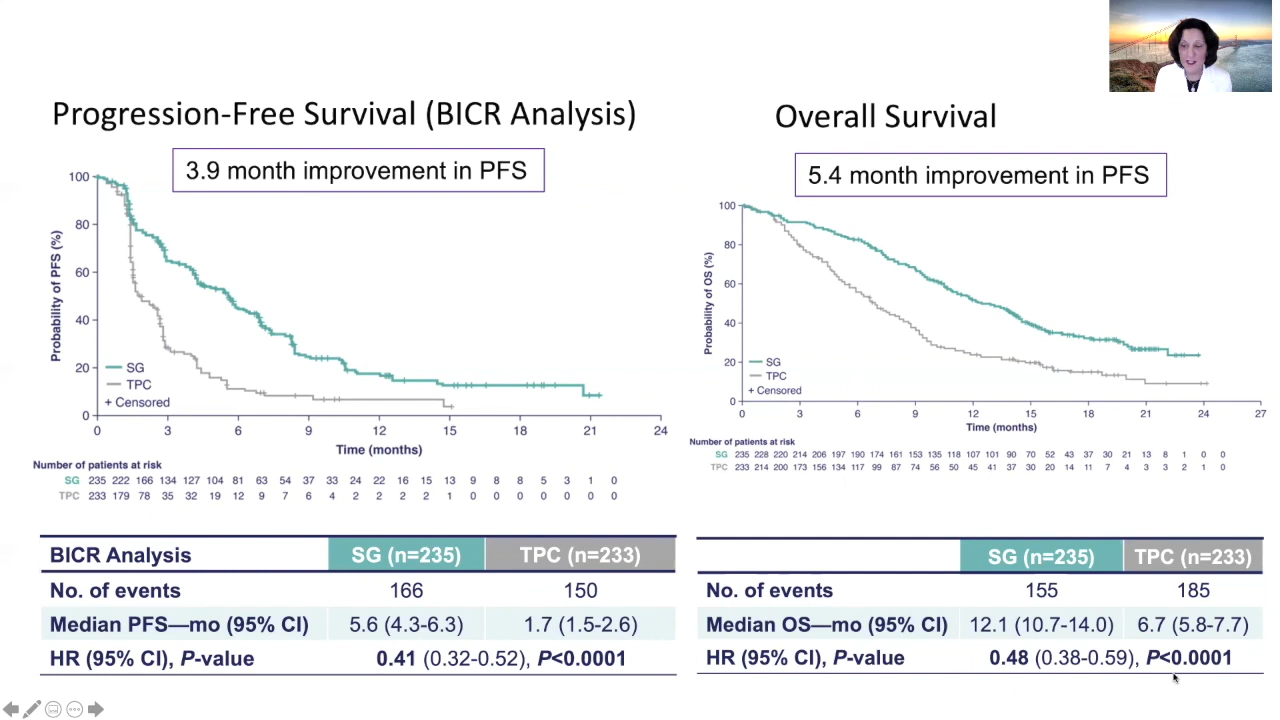 Progression-Free Survival (BICR Analysis)
3.9 month improvement in PFS
100
80
60
40
20
0
Probability of PFS (%)
SG
TPC
+ Censored
0 3 6 9 12 15 18 21 24
Time (months)
Number of patients at risk
SG 235 222 166 134 127 104 81 63 54 37 33 24 22 16 15 13 9 8 8 5 3 1 0
TPC 233 179 78 35 32 19 12 9 7 6 4 2 2 2 2 1 0 0 0 0 0 0 0
BICR Analysis SG (n=235) TPC (n=233)
No. of events 166 150
Median PFS—mo (95% CI) 5.6 (4.3-6.3) 1.7 (1.5-2.6)
HR (95% CI), P-value 0.41 (0.32-0.52), P<0.0001
Overall Survival
5.4 month improvement in PFS
100
80
60
40
20
0
Probability of OS (%)
SG
TPC
+ Censored
0 3 6 9 12 15 18 21 24 27
Time (months)
Number of patients at risk
SG 235 228 220 214 206 197 190 174 161 153 135 118 107 101 90 70 52 43 37 30 21 13 8 1 0 0
TPC 233 214 200 173 156 134 117 99 87 74 56 50 45 41 37 30 20 14 11 7 4 3 3 2 1 0
SG (n=235) TPC (n=233)
No. of events 155 185
Median OS—mo (95% CI) 12.1 (10.7-14.0) 6.7 (5.8-7.7)
HR (95% CI), P-value 0.48 (0.38-0.59), P<0.0001